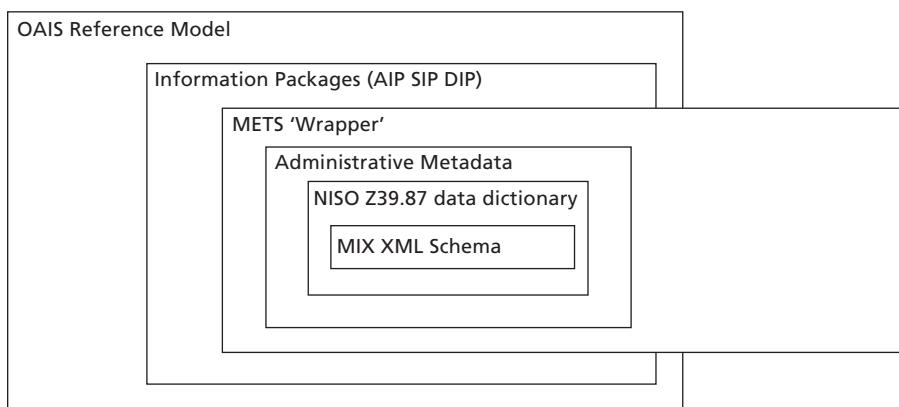 OAIS Reference Model
Information Packages (AIP SIP DIP)
METS ‘Wrapper’
Administrative Metadata
NISO Z39.87 data dictionary
MIX XML Schema